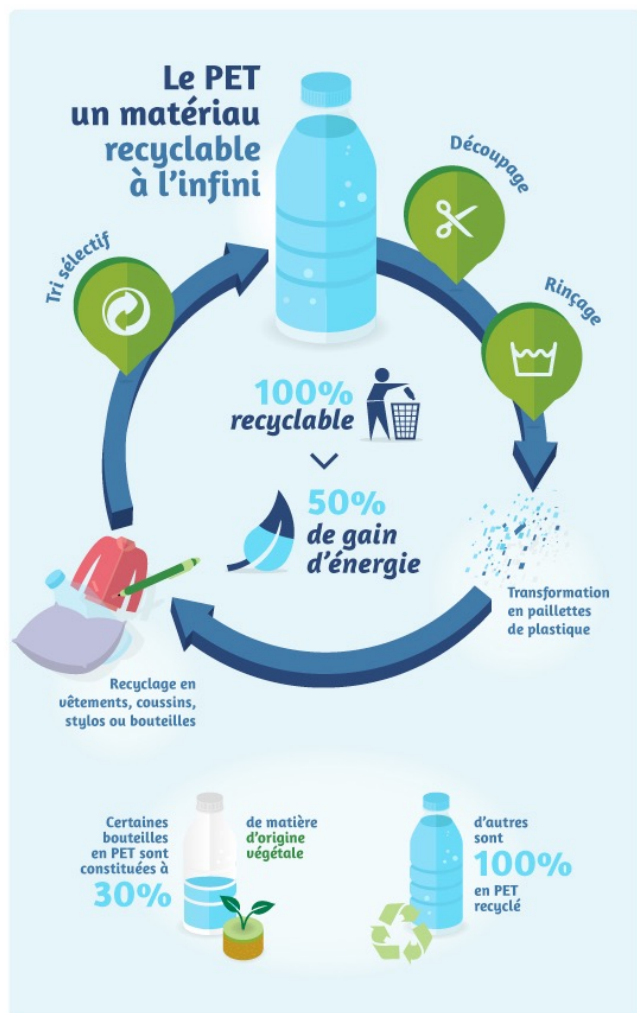 Le PET
un matériau
recyclable
à l'infini
Découpage
Rinçage
Tri sélectif
100%
recyclable
50%
de gain
d'énergie
Transformation
en paillettes
de plastique
Recyclage en
vêtements, coussins,
stylos ou bouteilles
Certaines
bouteilles
en PET sont
constituées à
30%
de matière
d'origine
végétale
d'autres
sont
100%
en PET
recyclé